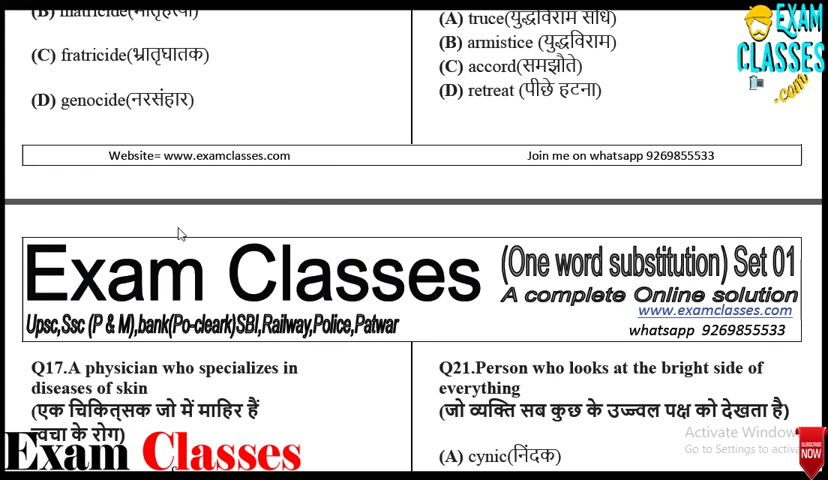 (B) matricide(मातृहत्या)
(C) fratricide(भ्रातृघातक)
(D) genocide(नरसंहार)
(A) truce(युद्धविराम संधि)
(B) armistice (युद्धविराम)
(C) accord(समझौते)
(D) retreat (पीछे हटना)
EXAM
CLASSES
.com
Website= www.examclasses.com
Join me on whatsapp 9269855533
Exam Classes
Upsc,Ssc (P & M),bank(Po-cleark)SBI,Railway,Police,Patwar
(One word substitution) Set 01
A complete Online solution
www.examclasses.com
whatsapp 9269855533
Q17.A physician who specializes in
diseases of skin
(एक चिकित्सक जो में माहिर हैं
त्वचा के रोग)
Q21.Person who looks at the bright side of
everything
(जो व्यक्ति सब कुछ के उज्ज्वल पक्ष को देखता है)
(A) cynic(निंदक)
Exam Classes
Activate Window
Go to Settings to activa
SUBSCRIBE
NOW